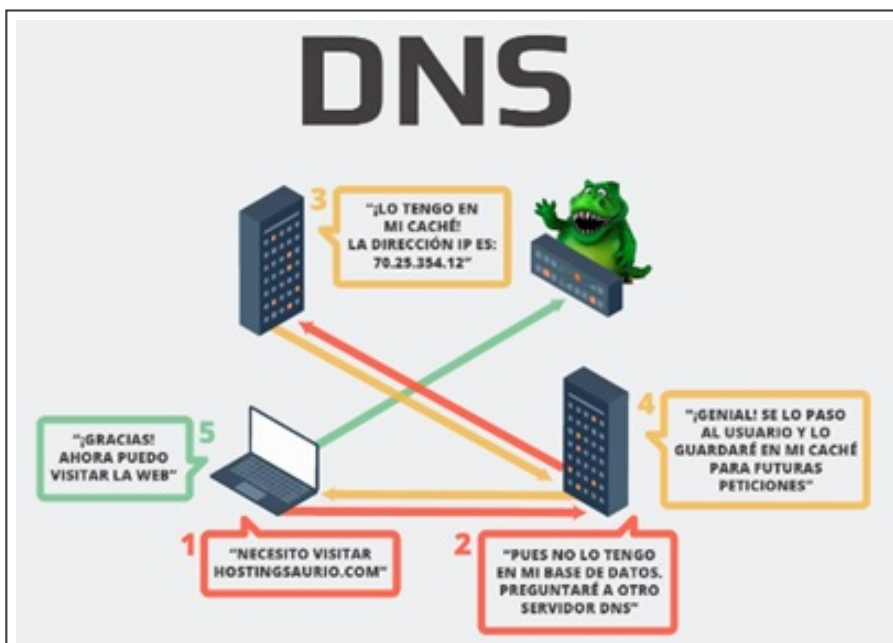 DNS
3
"¡LO TENGO EN
MI CACHÉ!
LA DIRECCIÓN IP ES:
70.25.354.12"
4
"¡GENIAL! SE LO PASO
AL USUARIO Y LO
GUARDARÉ EN MI CACHÉ
PARA FUTURAS
PETICIONES"
5
"¡GRACIAS!
AHORA PUEDO
VISITAR LA WEB"
1
"NECESITO VISITAR
HOSTINGSAURIO.COM"
2
"PUES NO LO TENGO
EN MI BASE DE DATOS.
PREGUNTARÉ A OTRO
SERVIDOR DNS"